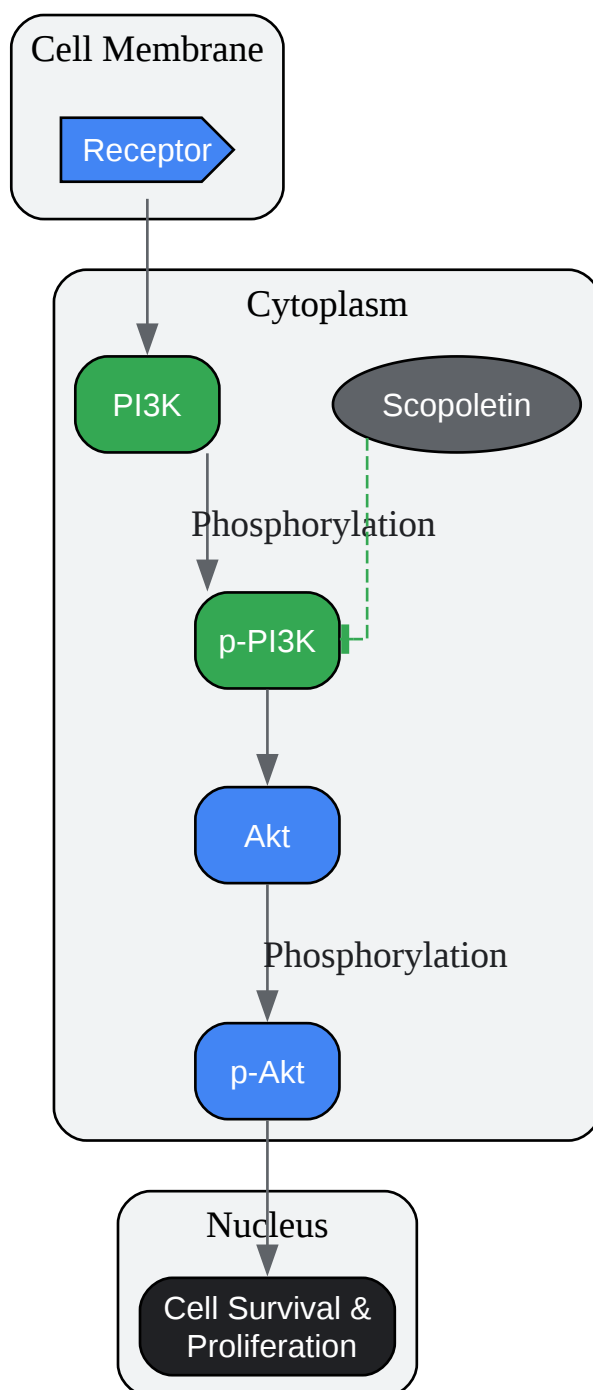 Cell Membrane
Receptor
Cytoplasm
PI3K
Scopoletin
Phosphorylation
p-PI3K
Akt
Phosphorylation
p-Akt
Nucleus
Cell Survival &
Proliferation